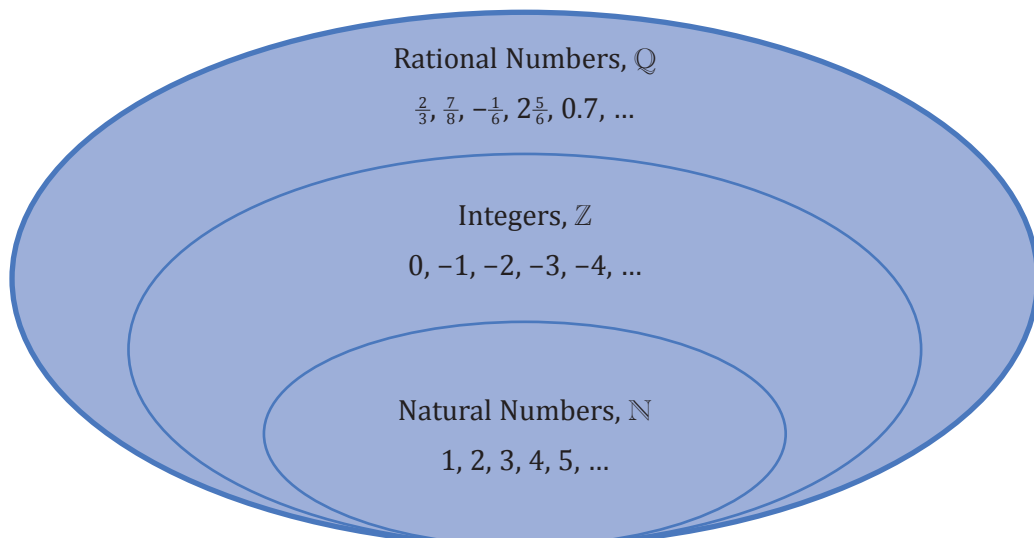 Rational Numbers, ℚ
2/3, 7/8, −1/6, 2 5/6, 0.7, …
Integers, ℤ
0, −1, −2, −3, −4, …
Natural Numbers, ℕ
1, 2, 3, 4, 5, …